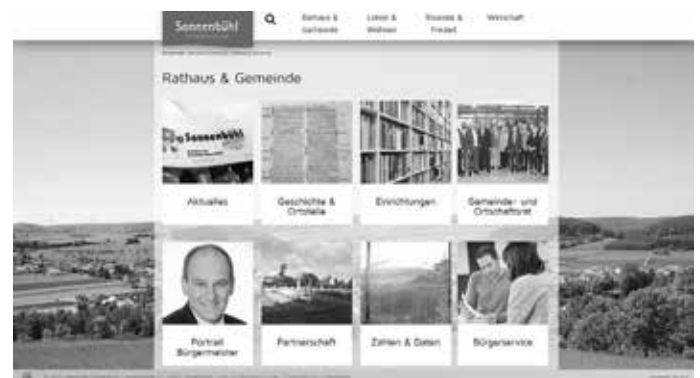 Sonnenbühl
Rathaus &
Gemeinde
Leben &
Wohnen
Touristik &
Freizeit
Wirtschaft
Rathaus & Gemeinde
Sonnenbühl
Aktuelles
Geschichte &
Ortsteile
Einrichtungen
Gemeinde- und
Ortschaftsrat
Portrait
Bürgermeister
Partnerschaft
Zahlen & Daten
Bürgerservice